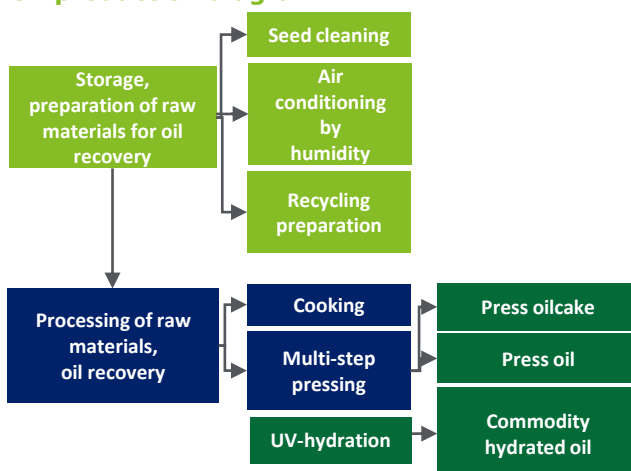 Seed cleaning
Storage,
preparation of raw
materials for oil
recovery
Air
conditioning
by
humidity
Recycling
preparation
Processing of raw
materials,
oil recovery
Cooking
Multi-step
pressing
Press oilcake
Press oil
UV-hydration
Commodity
hydrated oil